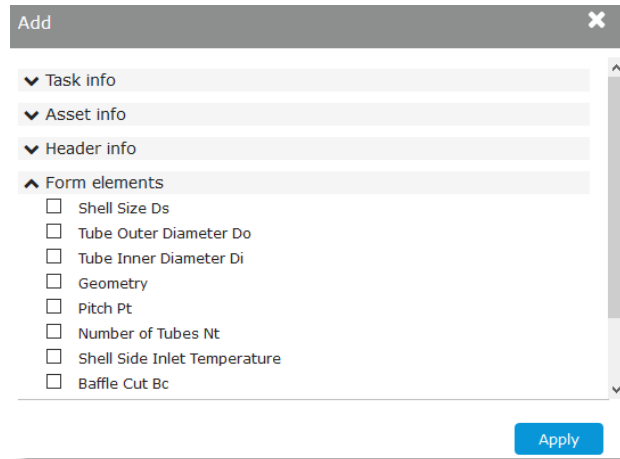 Add
Task info
Asset info
Header info
Form elements
Shell Size Ds
Tube Outer Diameter Do
Tube Inner Diameter Di
Geometry
Pitch Pt
Number of Tubes Nt
Shell Side Inlet Temperature
Baffle Cut Bc
Apply